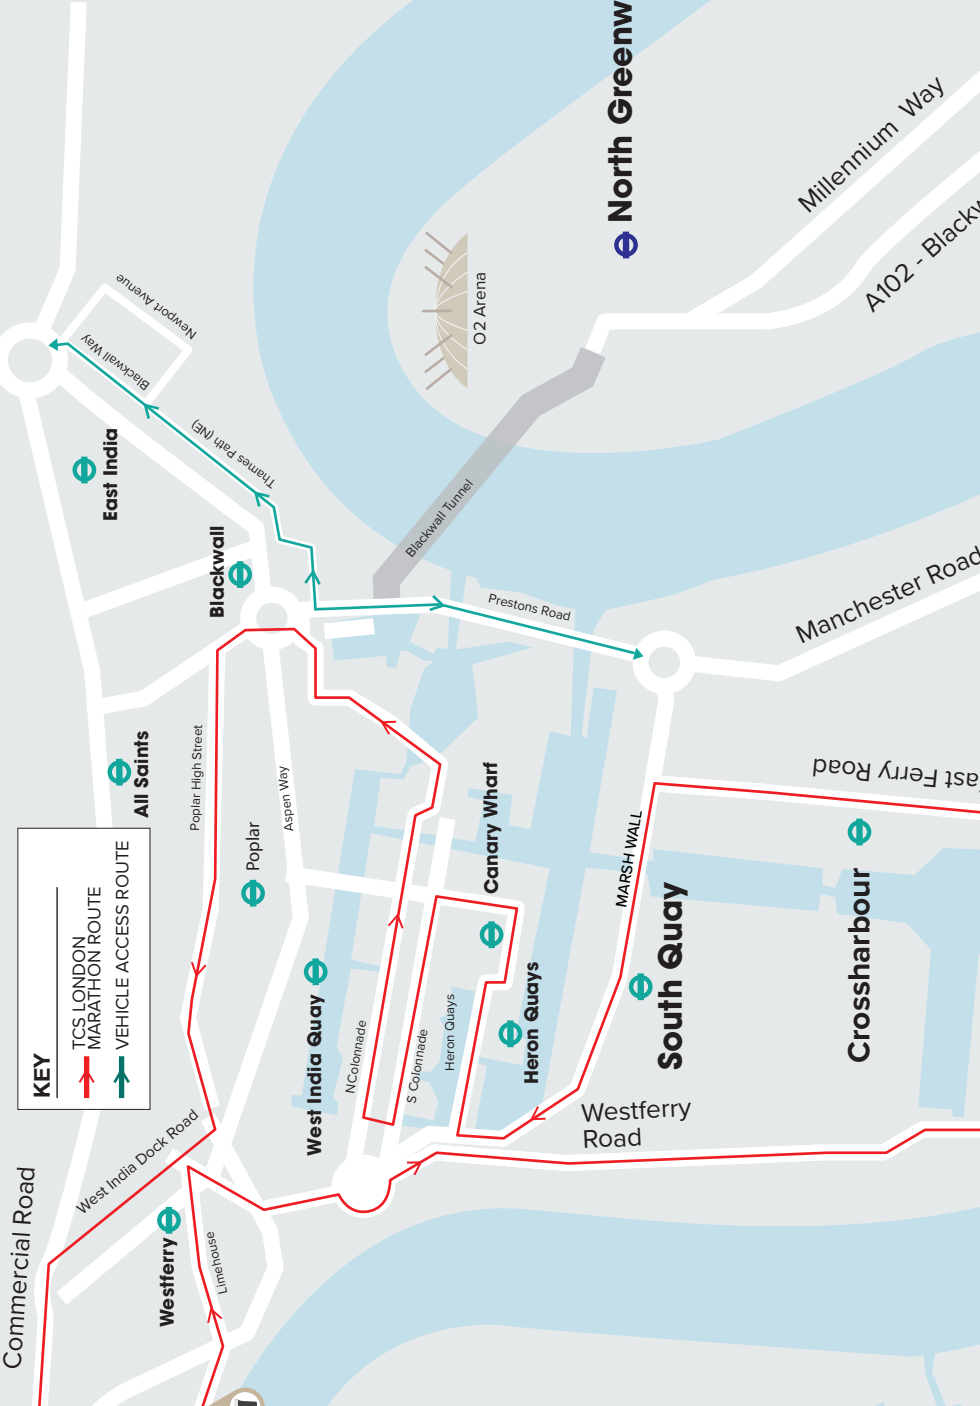 KEY
TCS LONDON
MARATHON ROUTE
VEHICLE ACCESS ROUTE
Commercial Road
West India Dock Road
Westferry
Limehouse
All Saints
Poplar High Street
Poplar
Aspen Way
East India
Blackwall
Newport Avenue
Blackwall Way
Thames Path (NE)
Blackwall Tunnel
O2 Arena
North Greenw
Millennium Way
A102 - Blackw
Prestons Road
Manchester Road
West India Quay
N Colonnade
S Colonnade
Heron Quays
Canary Wharf
Heron Quays
MARSH WALL
South Quay
Westferry
Road
Crossharbour
ast Ferry Road